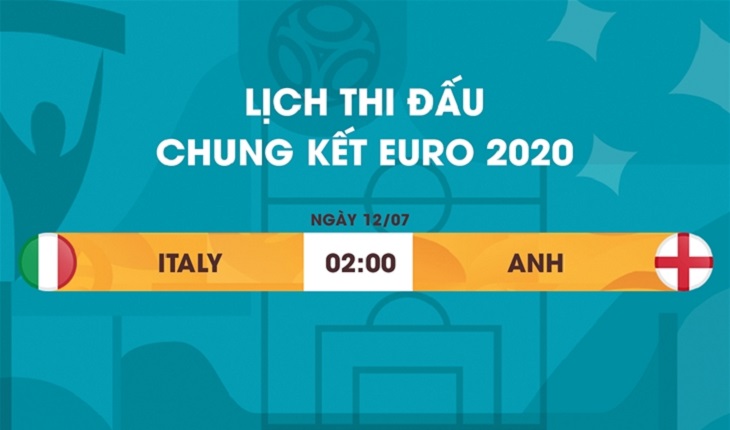 LỊCH THI ĐẤU
CHUNG KẾT EURO 2020
NGÀY 12/07
ITALY 02:00 ANH